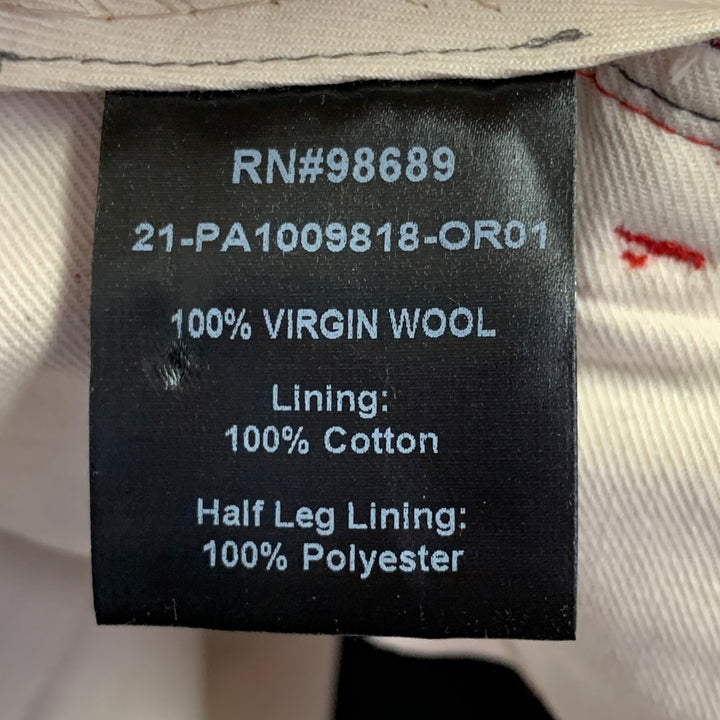 RN#98689
21-PA1009818-OR01
100% VIRGIN WOOL
Lining:
100% Cotton
Half Leg Lining:
100% Polyester